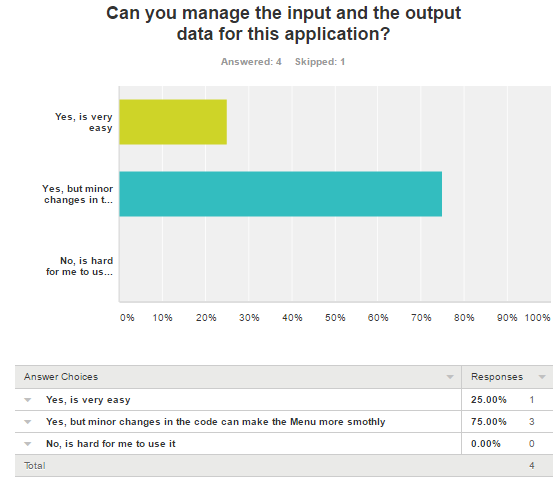 Can you manage the input and the output
data for this application?
Answered: 4 Skipped: 1
Yes, is very
easy
Yes, but minor
changes in t...
No, is hard
for me to us...
0% 10% 20% 30% 40% 50% 60% 70% 80% 90% 100%
Answer Choices Responses
Yes, is very easy 25.00% 1
Yes, but minor changes in the code can make the Menu more smothly 75.00% 3
No, is hard for me to use it 0.00% 0
Total 4